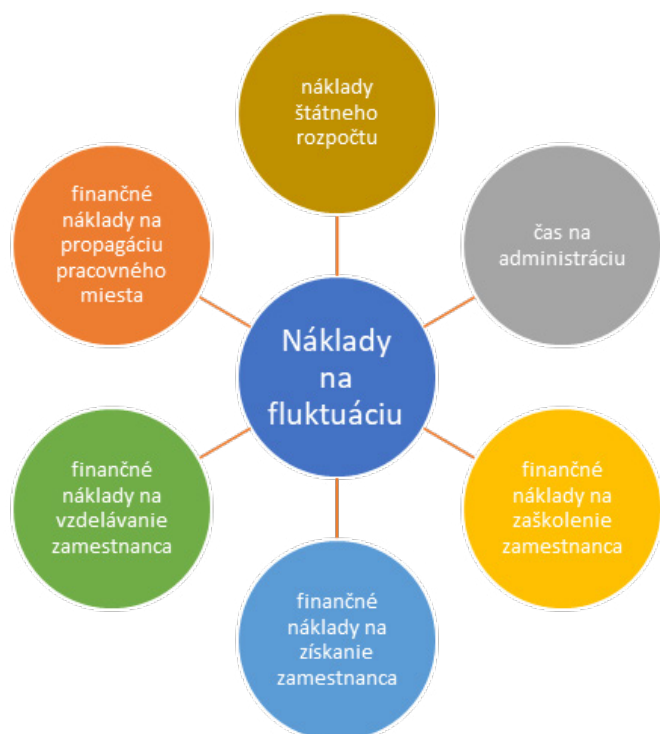 náklady
štátneho
rozpočtu
finančné
náklady na
propagáciu
pracovného
miesta
čas na
administráciu
Náklady
na
fluktuáciu
finančné
náklady na
vzdelávanie
zamestnanca
finančné
náklady na
zaškolenie
zamestnanca
finančné
náklady na
získanie
zamestnanca